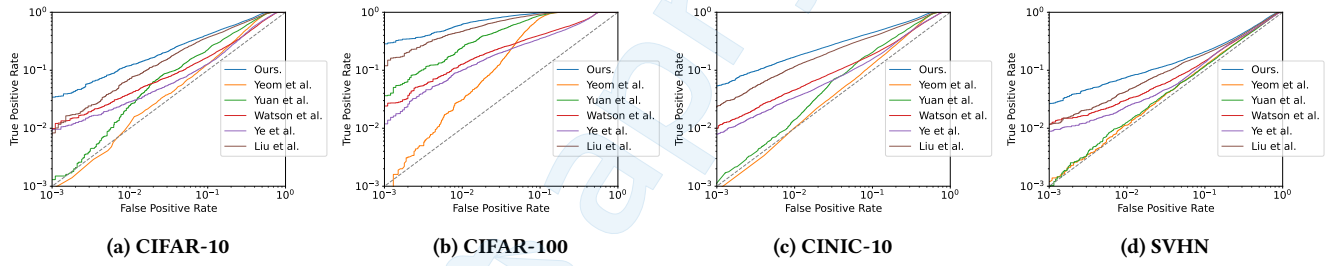 10^0
10^-1
10^-2
10^-3
10^-3
10^-2
10^-1
10^0
True Positive Rate
False Positive Rate
Ours.
Yeom et al.
Yuan et al.
Watson et al.
Ye et al.
Liu et al.
(a) CIFAR-10
10^0
10^-1
10^-2
10^-3
10^-3
10^-2
10^-1
10^0
True Positive Rate
False Positive Rate
Ours.
Yeom et al.
Yuan et al.
Watson et al.
Ye et al.
Liu et al.
(b) CIFAR-100
10^0
10^-1
10^-2
10^-3
10^-3
10^-2
10^-1
10^0
True Positive Rate
False Positive Rate
Ours.
Yeom et al.
Yuan et al.
Watson et al.
Ye et al.
Liu et al.
(c) CINIC-10
10^0
10^-1
10^-2
10^-3
10^-3
10^-2
10^-1
10^0
True Positive Rate
False Positive Rate
Ours.
Yeom et al.
Yuan et al.
Watson et al.
Ye et al.
Liu et al.
(d) SVHN